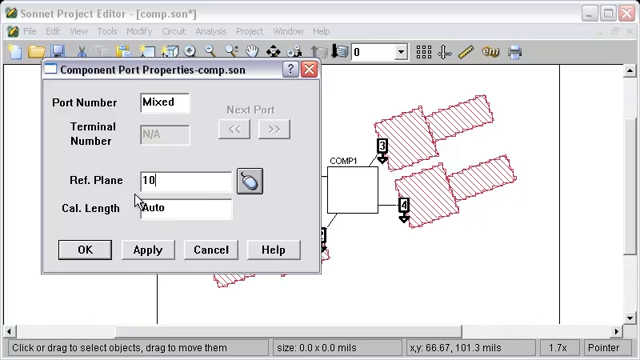 Sonnet Project Editor - [comp.son*]
File Edit View Tools Modify Circuit Analysis Project Window Help
0
Component Port Properties-comp.son
?
Port Number Mixed
Next Port
<< >>
Terminal Number N/A
Ref. Plane 10
Cal. Length Auto
OK Apply Cancel Help
COMP1
3
4
Click or drag to select objects, drag to move them
size: 0.0 x 0.0 mils
x,y: 66.67, 101.3 mils
1.7x
Pointer